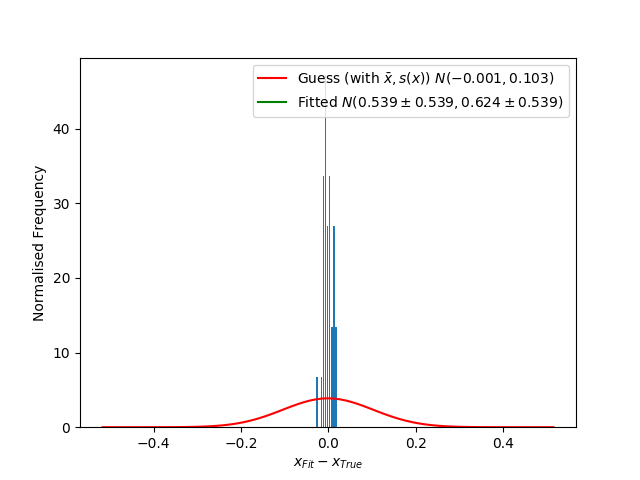 Guess (with x̄, s(x)) N(−0.001, 0.103)
Fitted N(0.539 ± 0.539, 0.624 ± 0.539)
Normalised Frequency
40
30
20
10
0
−0.4 −0.2 0.0 0.2 0.4
x_Fit − x_True